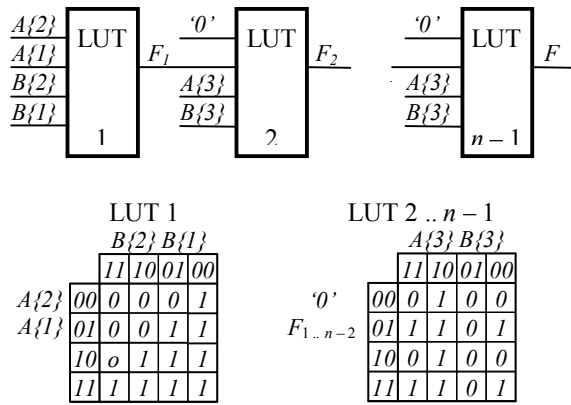 A{2} LUT ‘0’ LUT ‘0’ LUT
A{1} F1 F2 F
B{2} A{3} A{3}
B{1} B{3} B{3}
1 2 n – 1
LUT 1 LUT 2 .. n – 1
B{2} B{1} A{3} B{3}
11 10 01 00 11 10 01 00
A{2} 00 0 0 0 1 ‘0’ 00 0 1 0 0
A{1} 01 0 0 1 1 F1 .. n – 2 01 1 1 0 1
10 o 1 1 1 10 0 1 0 0
11 1 1 1 1 11 1 1 0 1